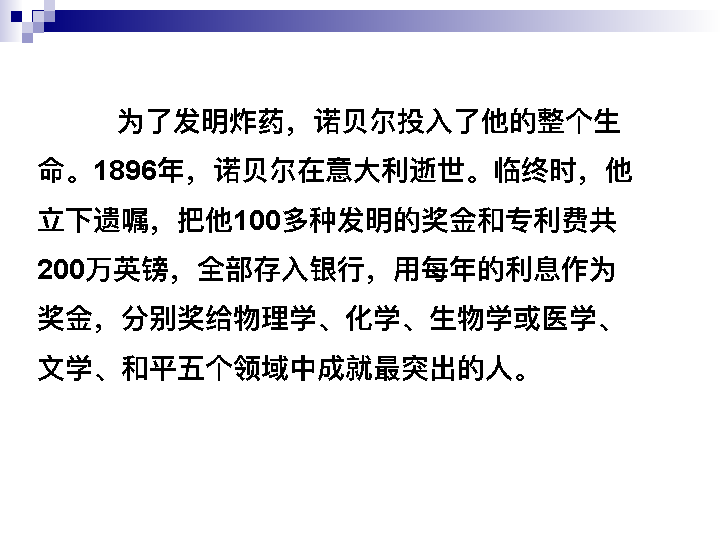 为了发明炸药，诺贝尔投入了他的整个生
命。1896年，诺贝尔在意大利逝世。临终时，他
立下遗嘱，把他100多种发明的奖金和专利费共
200万英镑，全部存入银行，用每年的利息作为
奖金，分别奖给物理学、化学、生物学或医学、
文学、和平五个领域中成就最突出的人。